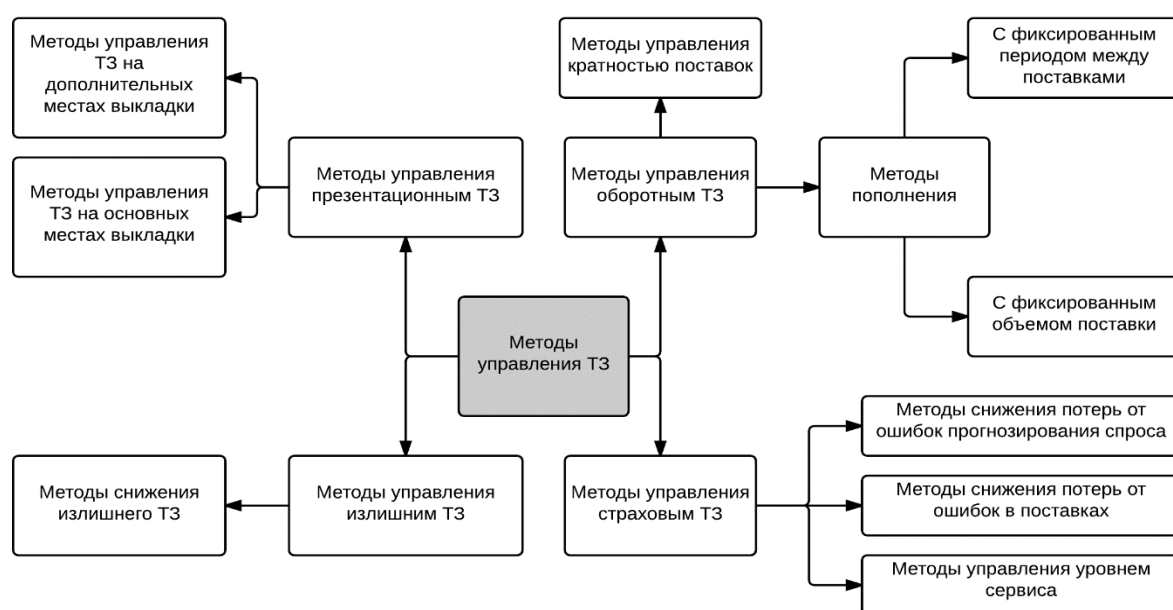 Методы управления
ТЗ на
дополнительных
местах выкладки
Методы управления
кратностью поставок
С фиксированным
периодом между
поставками
Методы управления
ТЗ на основных
местах выкладки
Методы управления
презентационным ТЗ
Методы управления
оборотным ТЗ
Методы
пополнения
С фиксированным
объемом поставки
Методы
управления ТЗ
Методы снижения
излишнего ТЗ
Методы управления
излишним ТЗ
Методы управления
страховым ТЗ
Методы снижения потерь от
ошибок прогнозирования спроса
Методы снижения потерь от
ошибок в поставках
Методы управления уровнем
сервиса